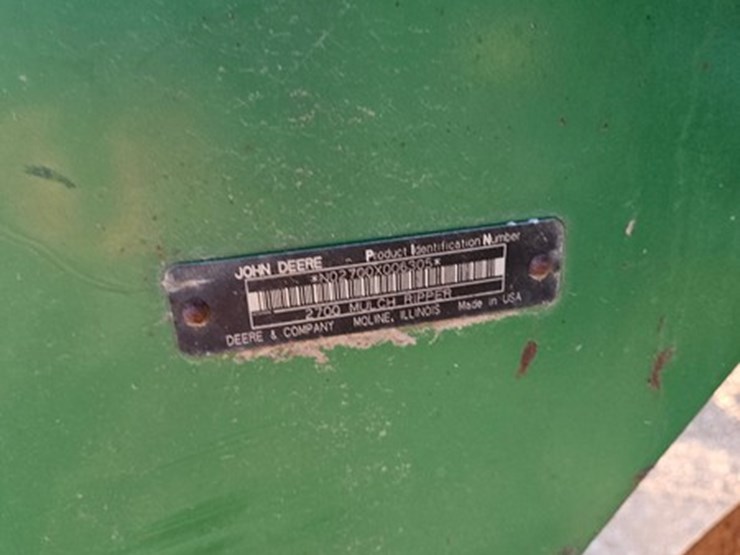 JOHN DEERE Product Identification Number
*N02700X006305*
2700 MULCH RIPPER
DEERE & COMPANY MOLINE, ILLINOIS Made in USA